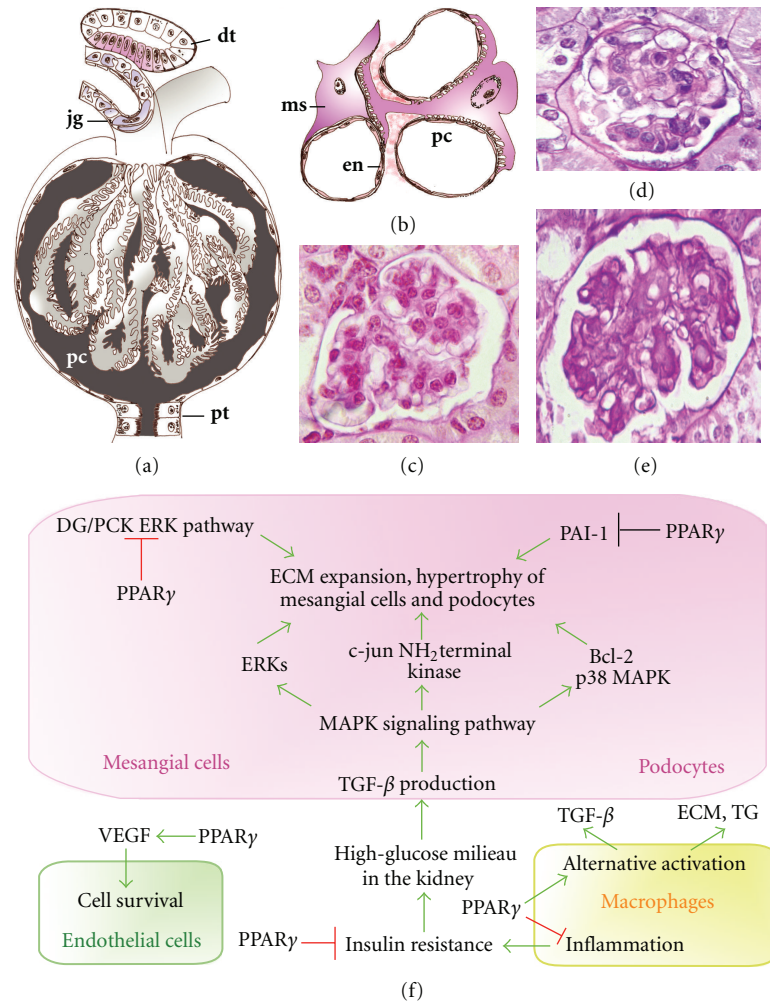 dt
jg
pc
pt
(a)
ms
en
pc
(b)
(c)
(d)
(e)
DG/PCK ERK pathway
PPARγ
PAI-1
PPARγ
ECM expansion, hypertrophy of
mesangial cells and podocytes
ERKs
c-jun NH₂ terminal
kinase
Bcl-2
p38 MAPK
MAPK signaling pathway
Mesangial cells
Podocytes
TGF-β production
VEGF
PPARγ
Cell survival
Endothelial cells
High-glucose milieau
in the kidney
PPARγ
Insulin resistance
TGF-β
ECM, TG
Alternative activation
PPARγ
Macrophages
Inflammation
(f)